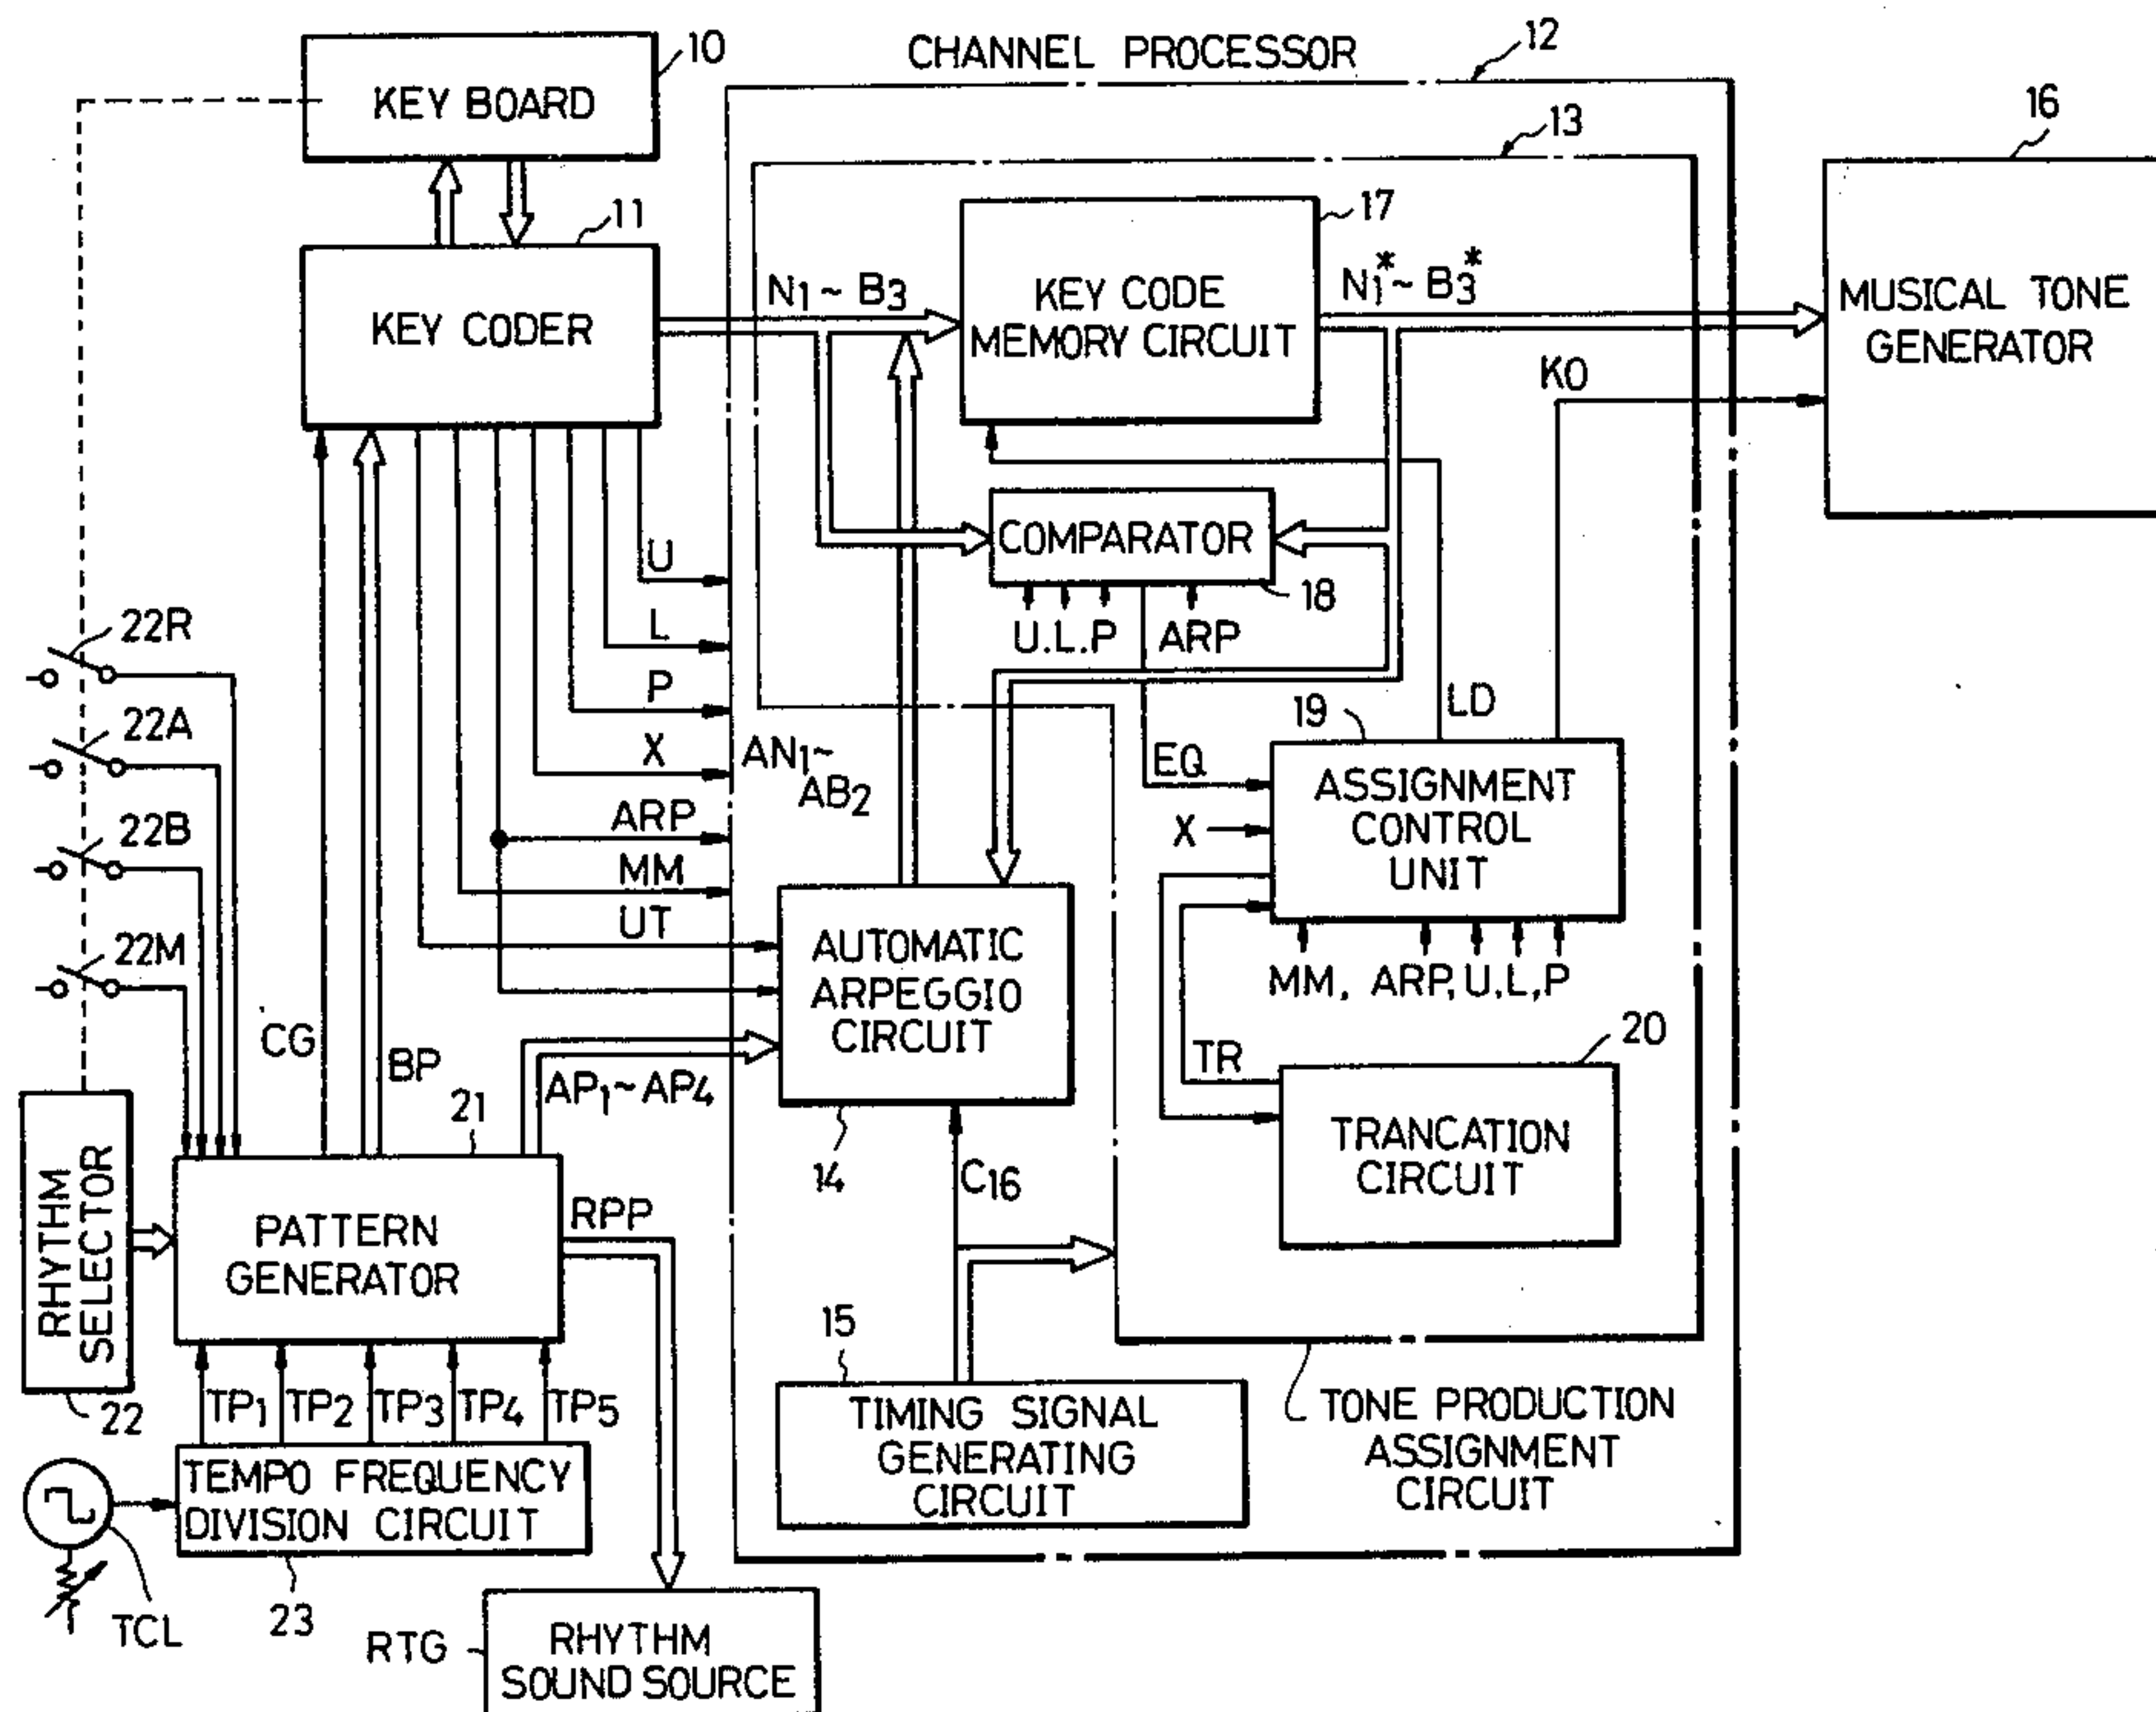 CHANNEL PROCESSOR
12
10
KEY BOARD
13
16
11
17
KEY CODER
N1 ~ B3
KEY CODE
MEMORY CIRCUIT
N1* ~ B3*
MUSICAL TONE
GENERATOR
KO
COMPARATOR
18
U.L.P
ARP
U
L
P
X
ARP
MM
UT
AN1~
AB2
22R
22A
22B
22M
LD
19
EQ
X
ASSIGNMENT
CONTROL
UNIT
MM, ARP, U, L, P
AUTOMATIC
ARPEGGIO
CIRCUIT
14
CG
BP
AP1~AP4
TR
20
TRANCATION
CIRCUIT
C16
21
PATTERN
GENERATOR
RPP
RHYTHM
SELECTOR
22
TP1 TP2 TP3 TP4 TP5
15
TIMING SIGNAL
GENERATING
CIRCUIT
TONE PRODUCTION
ASSIGNMENT
CIRCUIT
TEMPO FREQUENCY
DIVISION CIRCUIT
23
TCL
RTG
RHYTHM
SOUND SOURCE